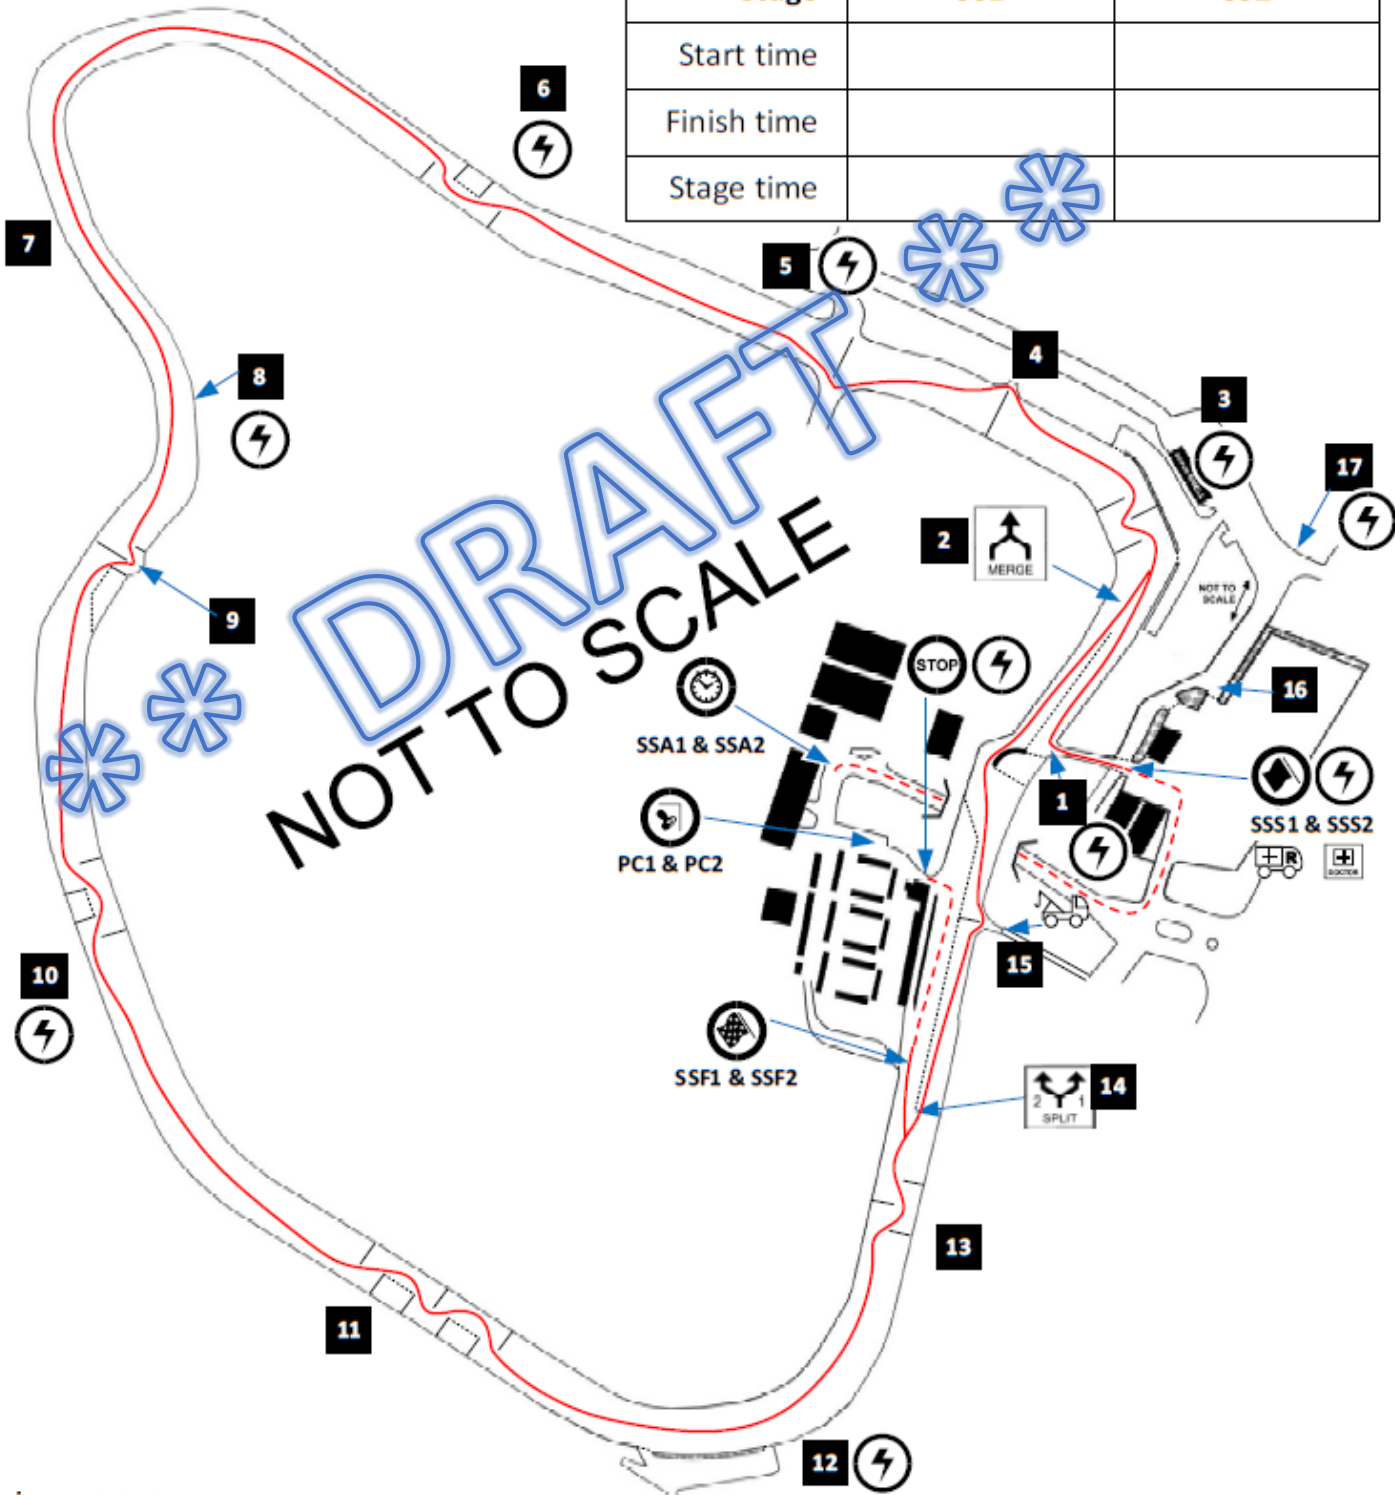 Stage
Start time
Finish time
Stage time
6
7
5
4
8
3
17
2
MERGE
NOT TO
SCALE
9
DRAFT
NOT TO SCALE
STOP
16
SSA1 & SSA2
1
SSS1 & SSS2
R
DOCTOR
PC1 & PC2
15
10
SSF1 & SSF2
2 1
SPLIT
14
13
11
12